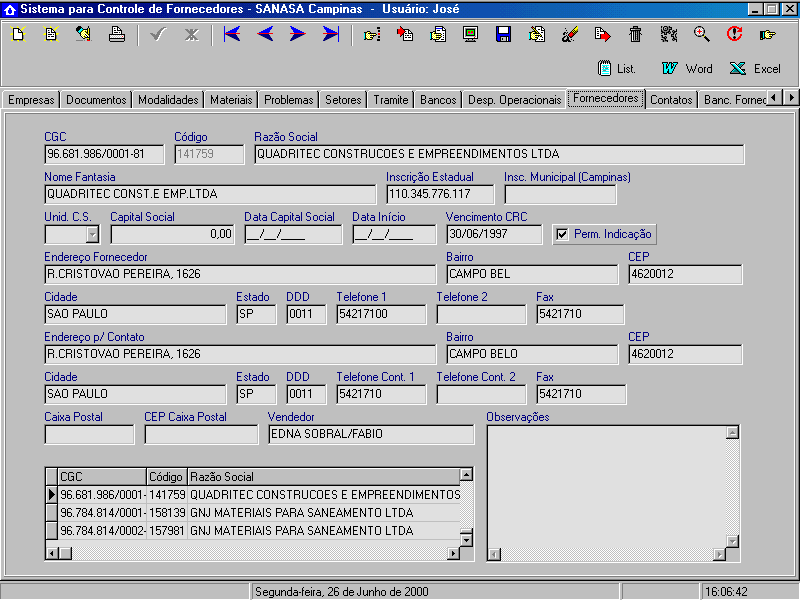 Sistema para Controle de Fornecedores - SANASA Campinas - Usuário: José
List. Word Excel
Empresas Documentos Modalidades Materiais Problemas Setores Tramite Bancos Desp. Operacionais Fornecedores Contatos Banc. Fornec
CGC Código Razão Social
96.681.986/0001-81 141759 QUADRITEC CONSTRUCOES E EMPREENDIMENTOS LTDA
Nome Fantasia Inscrição Estadual Insc. Municipal (Campinas)
QUADRITEC CONST.E EMP.LTDA 110.345.776.117
Unid. C.S. Capital Social Data Capital Social Data Início Vencimento CRC
0,00 __/__/____ __/__/____ 30/06/1997 Perm. Indicação
Endereço Fornecedor Bairro CEP
R.CRISTOVAO PEREIRA, 1626 CAMPO BEL 4620012
Cidade Estado DDD Telefone 1 Telefone 2 Fax
SAO PAULO SP 0011 54217100 5421710
Endereço p/ Contato Bairro CEP
R.CRISTOVAO PEREIRA, 1626 CAMPO BELO 4620012
Cidade Estado DDD Telefone Cont. 1 Telefone Cont. 2 Fax
SAO PAULO SP 0011 5421710 5421710
Caixa Postal CEP Caixa Postal Vendedor Observações
EDNA SOBRAL/FABIO
CGC Código Razão Social
96.681.986/0001- 141759 QUADRITEC CONSTRUCOES E EMPREENDIMENTOS
96.784.814/0001- 158139 GNJ MATERIAIS PARA SANEAMENTO LTDA
96.784.814/0002- 157981 GNJ MATERIAIS PARA SANEAMENTO LTDA
Segunda-feira, 26 de Junho de 2000 16:06:42